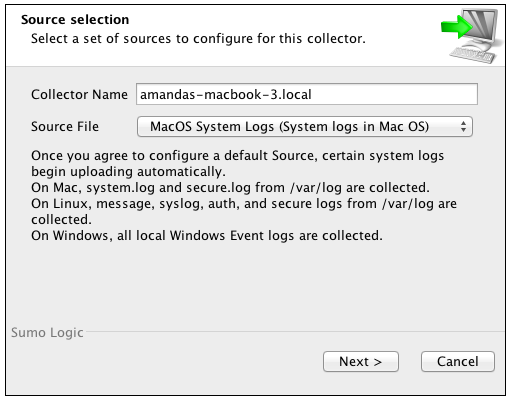 Source selection
Select a set of sources to configure for this collector.
Collector Name amandas-macbook-3.local
Source File MacOS System Logs (System logs in Mac OS)
Once you agree to configure a default Source, certain system logs
begin uploading automatically.
On Mac, system.log and secure.log from /var/log are collected.
On Linux, message, syslog, auth, and secure logs from /var/log are
collected.
On Windows, all local Windows Event logs are collected.
Sumo Logic
Next > Cancel